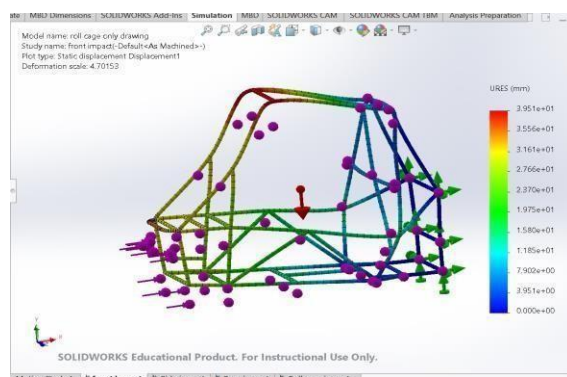 MBD Dimensions SOLIDWORKS Add-Ins Simulation MBD SOLIDWORKS CAM SOLIDWORKS CAM TBM Analysis Preparation
Model name: roll cage only drawing
Study name: front impact(-Default<As Machined>-)
Plot type: Static displacement Displacement1
Deformation scale: 4.70153
URES (mm)
3.951e+01
3.556e+01
3.161e+01
2.766e+01
2.370e+01
1.975e+01
1.580e+01
1.185e+01
7.902e+00
3.951e+00
0.000e+00
SOLIDWORKS Educational Product. For Instructional Use Only.